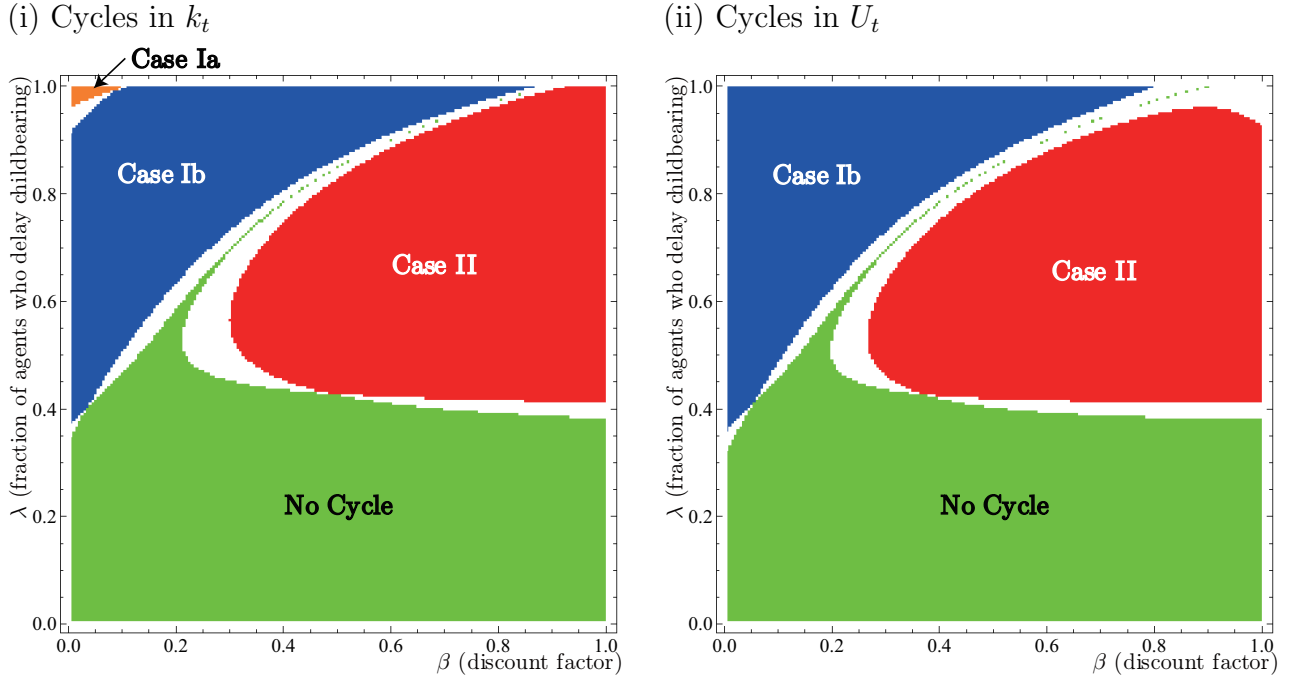 (i) Cycles in k_t
(ii) Cycles in U_t
Case Ia
λ (fraction of agents who delay childbearing)
1.0
0.8
0.6
0.4
0.2
0.0
Case Ib
Case II
No Cycle
0.0 0.2 0.4 0.6 0.8 1.0
β (discount factor)
λ (fraction of agents who delay childbearing)
1.0
0.8
0.6
0.4
0.2
0.0
Case Ib
Case II
No Cycle
0.0 0.2 0.4 0.6 0.8 1.0
β (discount factor)